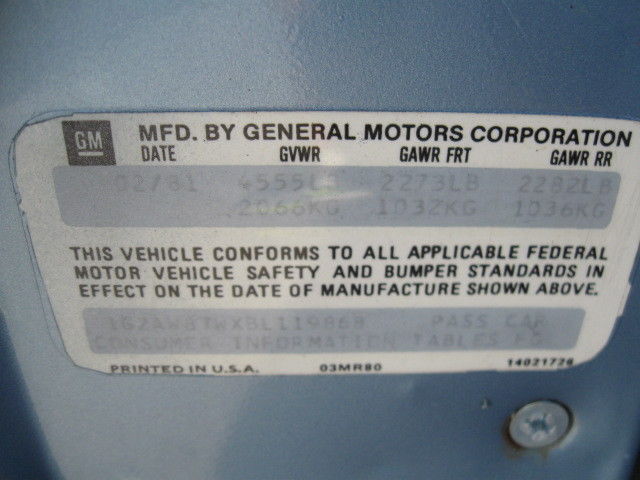 GM MFD. BY GENERAL MOTORS CORPORATION
DATE GVWR GAWR FRT GAWR RR
02/81 4555LB 2273LB 2282LB
2066KG 1032KG 1036KG
THIS VEHICLE CONFORMS TO ALL APPLICABLE FEDERAL
MOTOR VEHICLE SAFETY AND BUMPER STANDARDS IN
EFFECT ON THE DATE OF MANUFACTURE SHOWN ABOVE.
PASS CAR
CONSUMER INFORMATION TABLES
PRINTED IN U.S.A. 03MR80 14021726